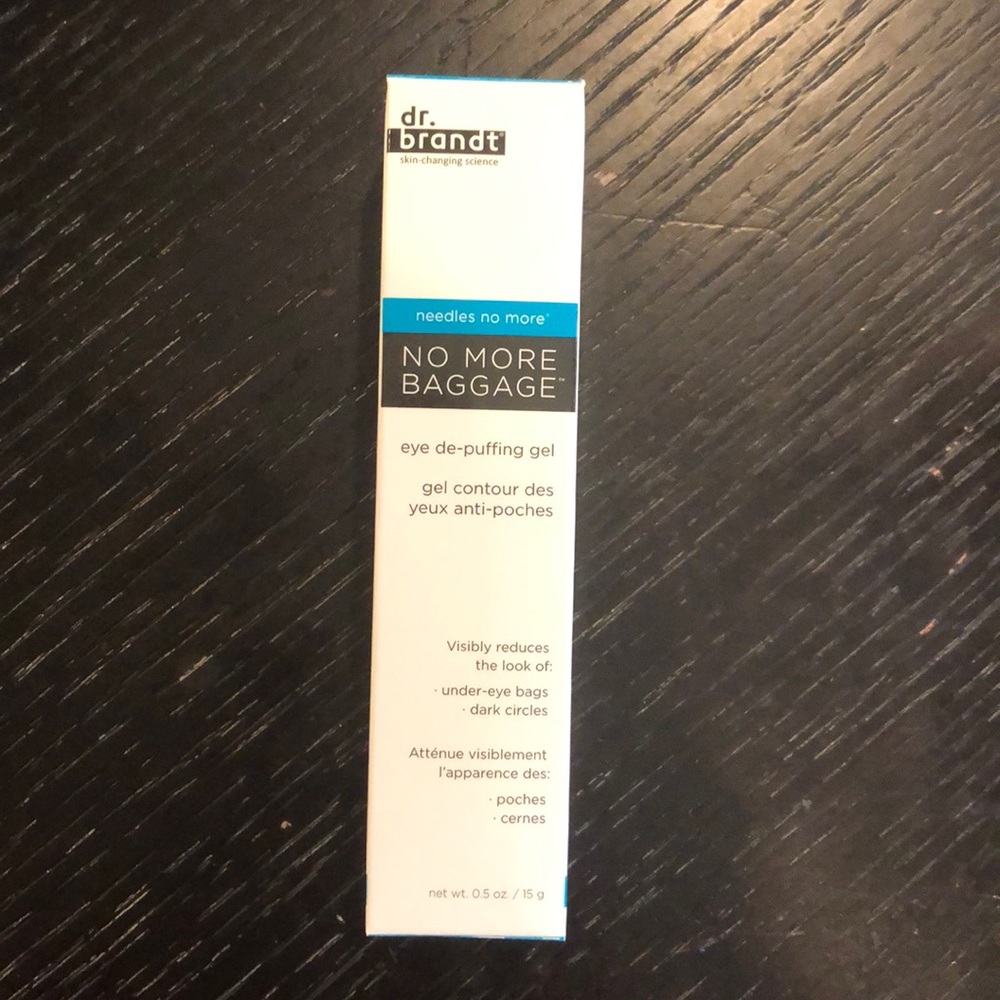 dr.
brandt®
skin-changing science
needles no more®
NO MORE
BAGGAGE™
eye de-puffing gel
gel contour des
yeux anti-poches
Visibly reduces
the look of:
· under-eye bags
· dark circles
Atténue visiblement
l'apparence des:
· poches
· cernes
net wt. 0.5 oz. / 15 g